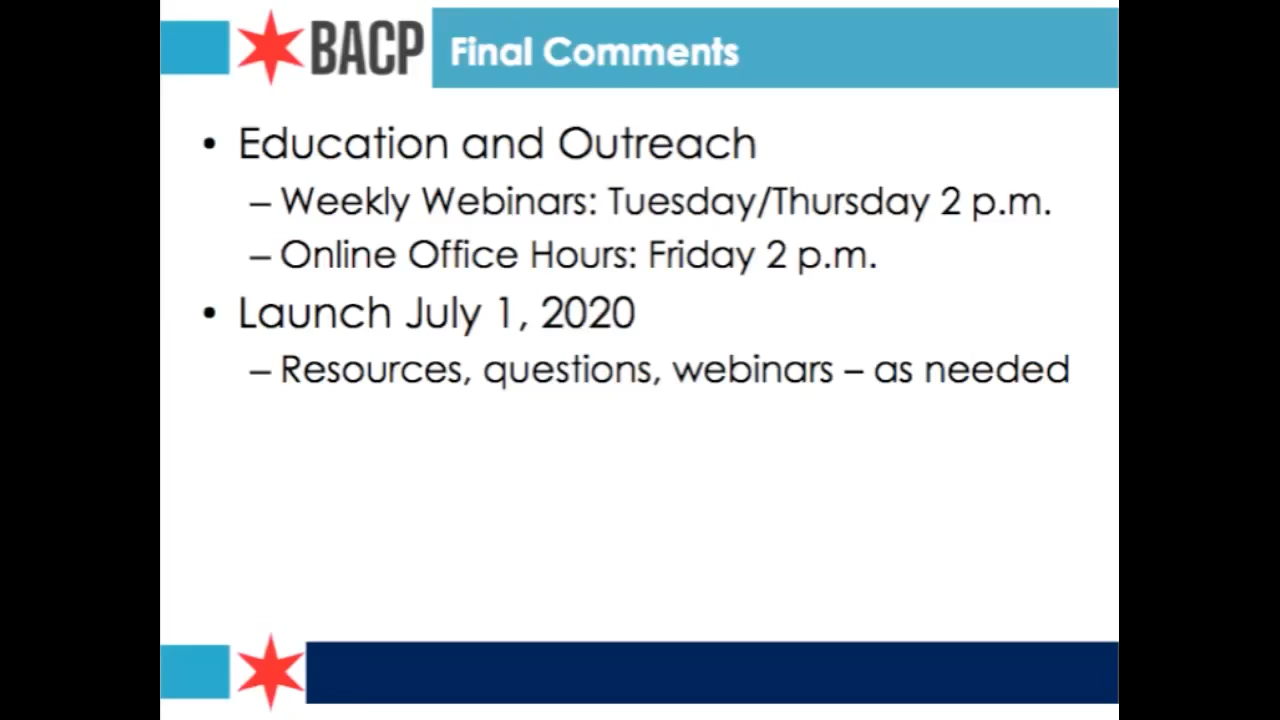 BACP Final Comments
• Education and Outreach
– Weekly Webinars: Tuesday/Thursday 2 p.m.
– Online Office Hours: Friday 2 p.m.
• Launch July 1, 2020
– Resources, questions, webinars – as needed